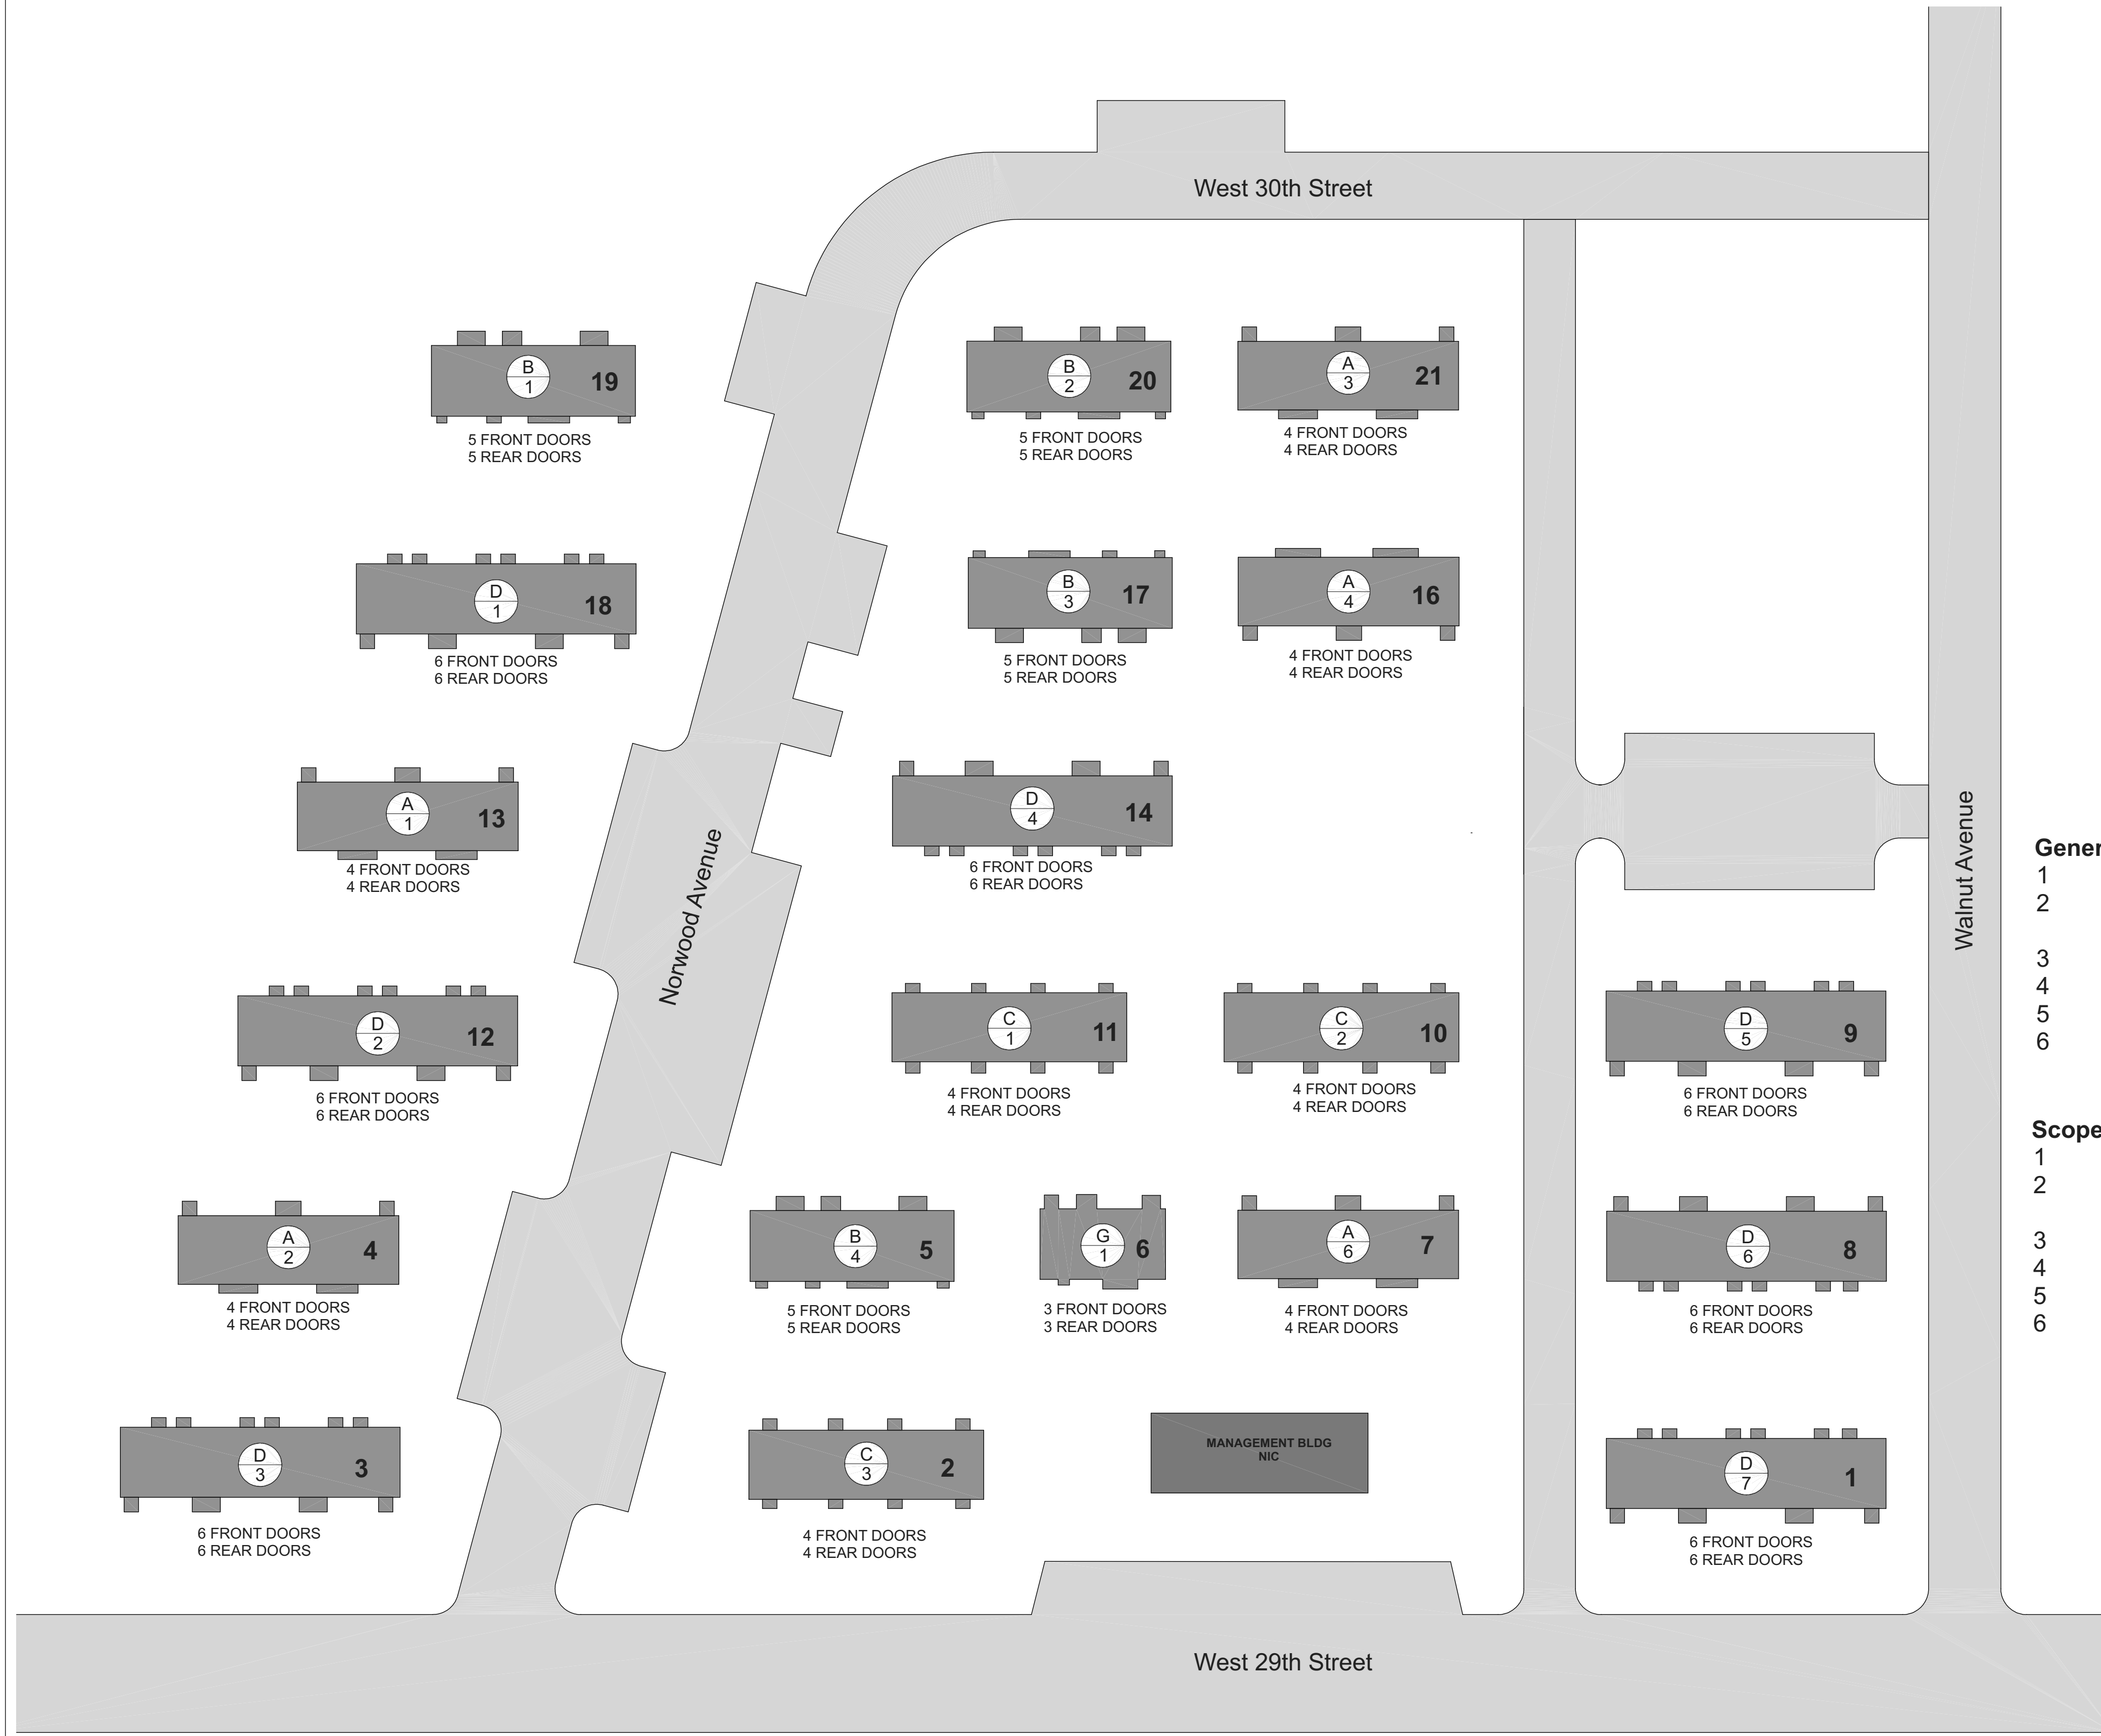 West 30th Street
B
1
19
5 FRONT DOORS
5 REAR DOORS
B
2
20
5 FRONT DOORS
5 REAR DOORS
A
3
21
4 FRONT DOORS
4 REAR DOORS
D
1
18
6 FRONT DOORS
6 REAR DOORS
B
3
17
5 FRONT DOORS
5 REAR DOORS
A
4
16
4 FRONT DOORS
4 REAR DOORS
A
1
13
4 FRONT DOORS
4 REAR DOORS
Norwood Avenue
D
4
14
6 FRONT DOORS
6 REAR DOORS
Walnut Avenue
D
2
12
6 FRONT DOORS
6 REAR DOORS
C
1
11
4 FRONT DOORS
4 REAR DOORS
C
2
10
4 FRONT DOORS
4 REAR DOORS
D
5
9
6 FRONT DOORS
6 REAR DOORS
A
2
4
4 FRONT DOORS
4 REAR DOORS
B
4
5
5 FRONT DOORS
5 REAR DOORS
G
1
6
3 FRONT DOORS
3 REAR DOORS
A
6
7
4 FRONT DOORS
4 REAR DOORS
D
6
8
6 FRONT DOORS
6 REAR DOORS
D
3
3
6 FRONT DOORS
6 REAR DOORS
C
3
2
4 FRONT DOORS
4 REAR DOORS
MANAGEMENT BLDG
NIC
D
7
1
6 FRONT DOORS
6 REAR DOORS
West 29th Street
Gener
1
2
3
4
5
6
Scope
1
2
3
4
5
6